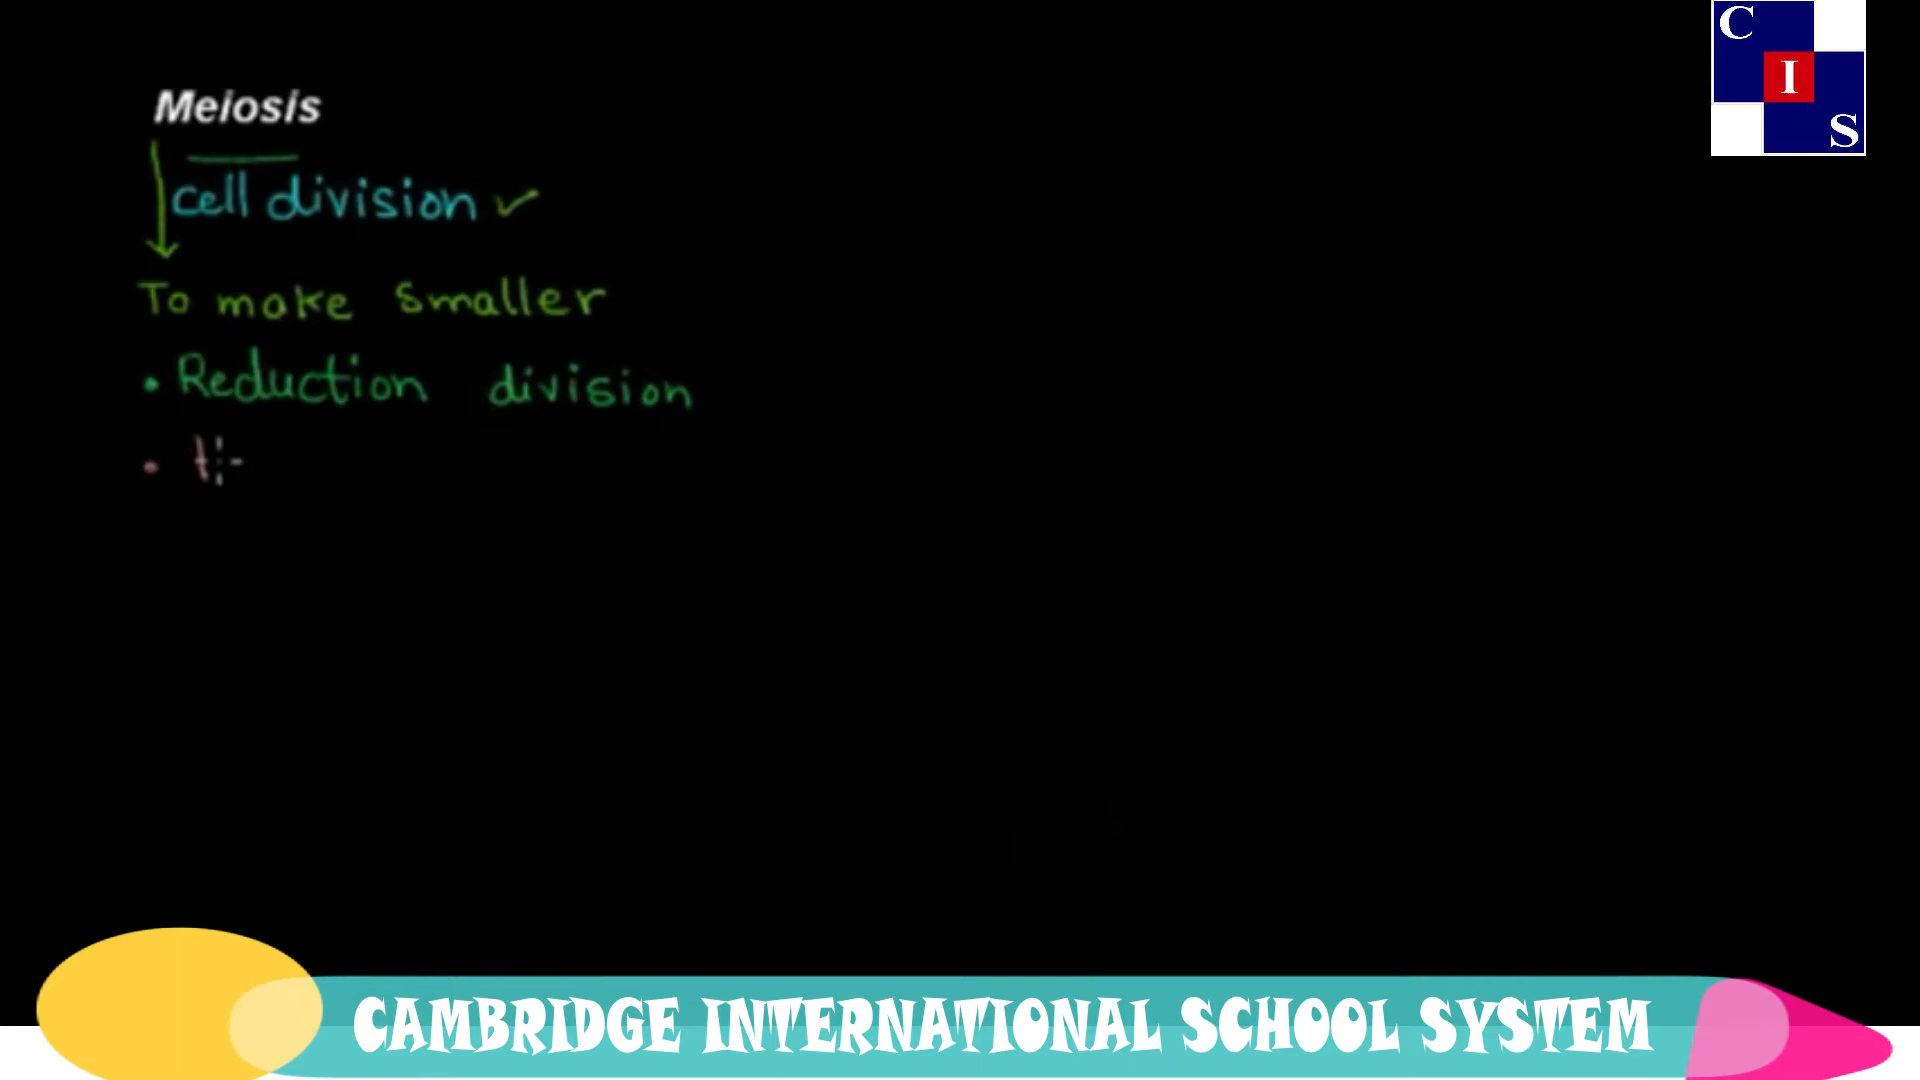 Meiosis
cell division ✓
To make smaller
• Reduction division
C
I
S
CAMBRIDGE INTERNATIONAL SCHOOL SYSTEM